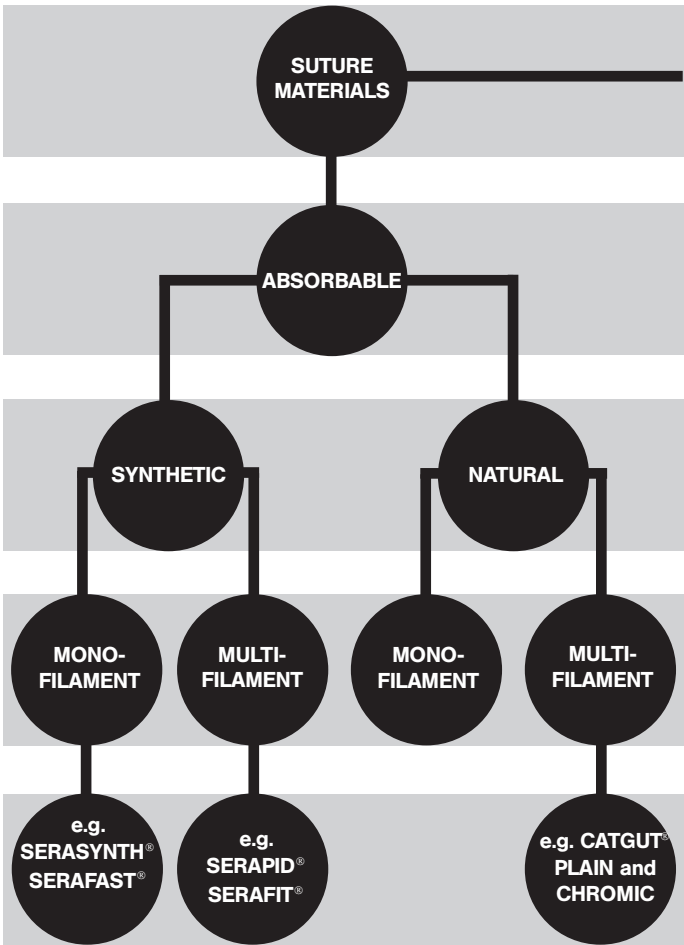 SUTURE
MATERIALS
ABSORBABLE
SYNTHETIC
NATURAL
MONO-
FILAMENT
MULTI-
FILAMENT
MONO-
FILAMENT
MULTI-
FILAMENT
e.g.
SERASYNTH®
SERAFAST®
e.g.
SERAPID®
SERAFIT®
e.g. CATGUT®
PLAIN and
CHROMIC